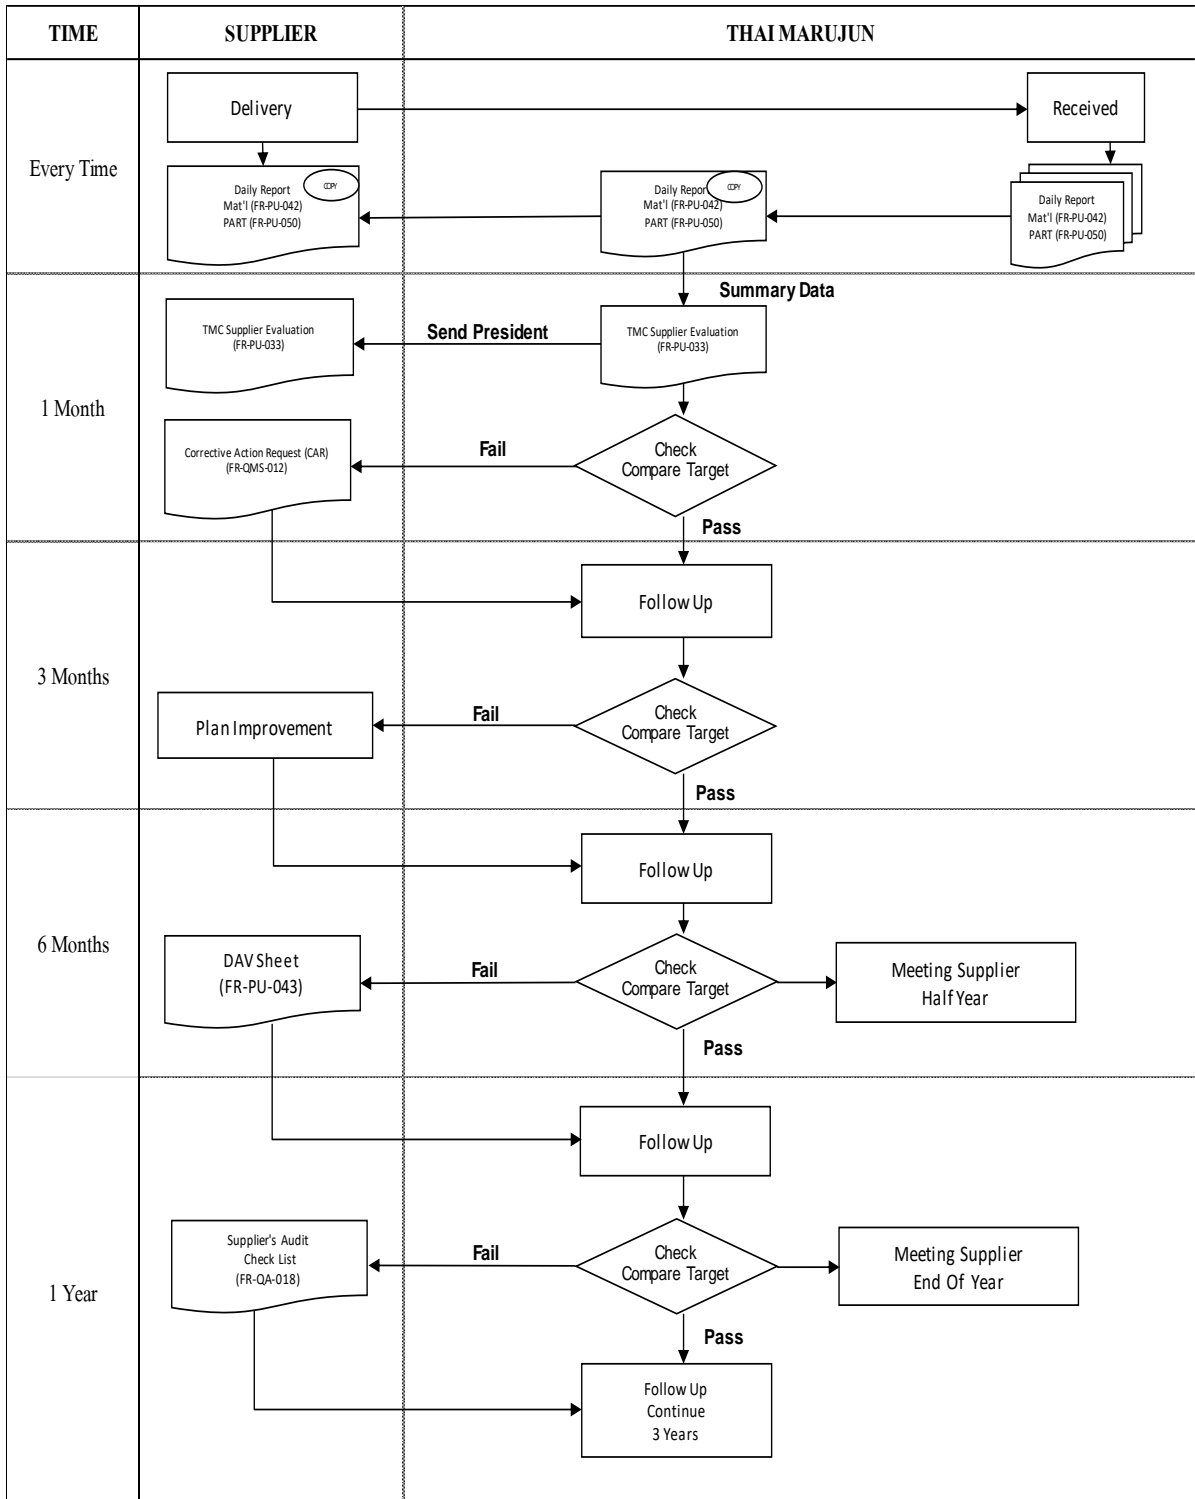 TIME
SUPPLIER
THAI MARUJUN
Every Time
Delivery
Received
Daily Report
COPY
Mat'l (FR-PU-042)
PART (FR-PU-050)
Daily Report
COPY
Mat'l (FR-PU-042)
PART (FR-PU-050)
Daily Report
Mat'l (FR-PU-042)
PART (FR-PU-050)
Summary Data
1 Month
TMC Supplier Evaluation
(FR-PU-033)
Send President
TMC Supplier Evaluation
(FR-PU-033)
Corrective Action Request (CAR)
(FR-QMS-012)
Fail
Check
Compare Target
Pass
3 Months
Follow Up
Plan Improvement
Fail
Check
Compare Target
Pass
6 Months
Follow Up
DAV Sheet
(FR-PU-043)
Fail
Check
Compare Target
Meeting Supplier
Half Year
Pass
1 Year
Follow Up
Supplier's Audit
Check List
(FR-QA-018)
Fail
Check
Compare Target
Meeting Supplier
End Of Year
Pass
Follow Up
Continue
3 Years